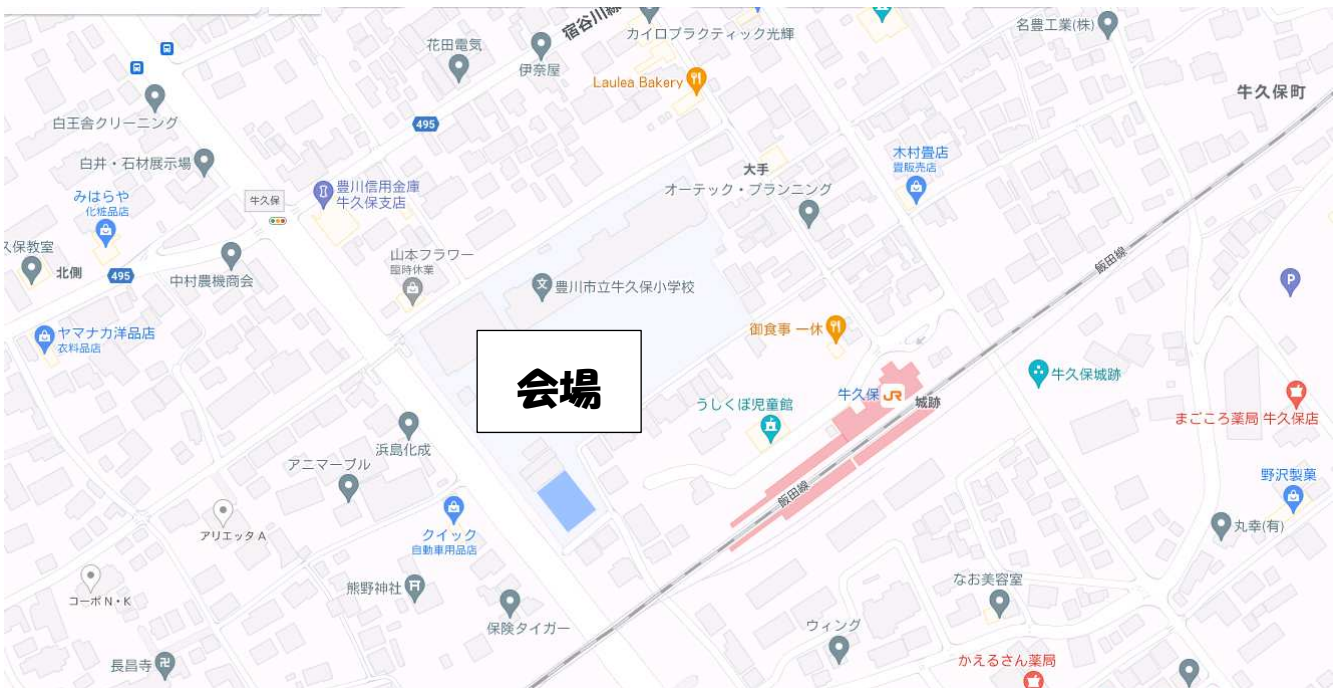 宿谷川線
カイロプラクティック光輝
名豊工業(株)
花田電気
伊奈屋
Laulea Bakery
牛久保町
白王舎クリーニング
495
白井・石材展示場
大手
オーテック・プランニング
木村畳店
畳販売店
みはらや
化粧品店
牛久保
豊川信用金庫
牛久保支店
久保教室
北側
495
中村農機商会
山本フラワー
臨時休業
文
豊川市立牛久保小学校
飯田線
P
ヤマナカ洋品店
衣料品店
御食事 一休
会場
うしくぼ児童館
牛久保
JR
城跡
牛久保城跡
まごころ薬局 牛久保店
浜島化成
アニマーブル
飯田線
野沢製菓
アリエッタ A
クイック
自動車用品店
丸幸(有)
コーポ N・K
熊野神社
保険タイガー
なお美容室
ウィング
長昌寺
かえるさん薬局